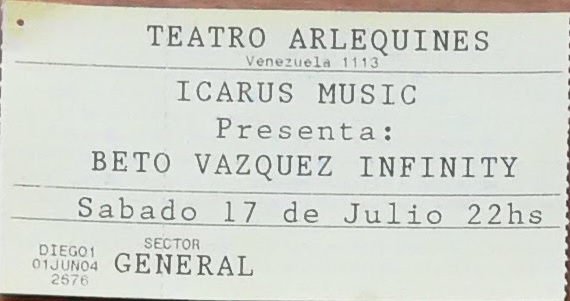 TEATRO ARLEQUINES
Venezuela 1113
ICARUS MUSIC
Presenta:
BETO VAZQUEZ INFINITY
Sabado 17 de Julio 22hs
DIEGO1
01JUN04
2576
SECTOR
GENERAL